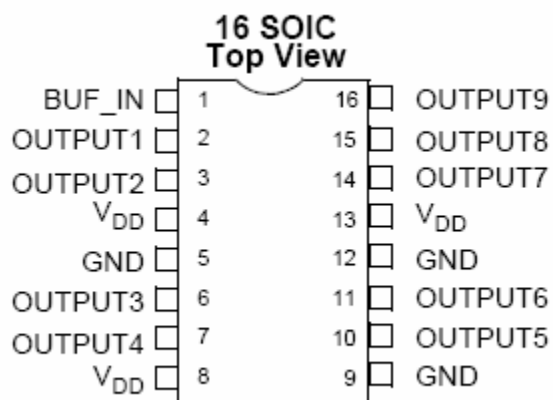 16 SOIC
Top View
BUF_IN 1 16 OUTPUT9
OUTPUT1 2 15 OUTPUT8
OUTPUT2 3 14 OUTPUT7
VDD 4 13 VDD
GND 5 12 GND
OUTPUT3 6 11 OUTPUT6
OUTPUT4 7 10 OUTPUT5
VDD 8 9 GND